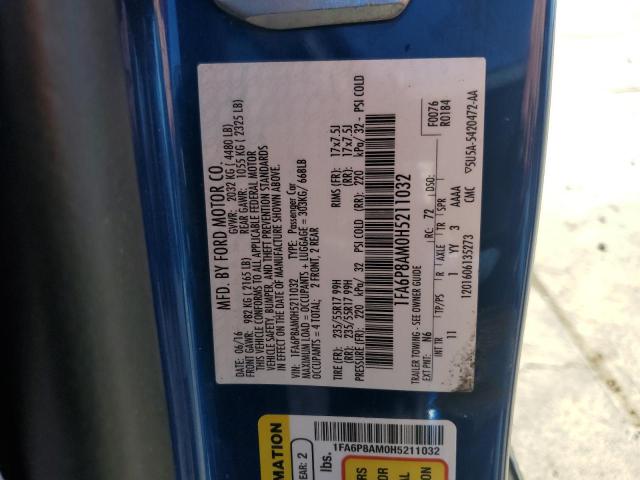 MFD. BY FORD MOTOR CO.
DATE: 06/16 GVWR: 2032 KG ( 4480 LB)
FRONT GAWR: 982 KG ( 2165 LB) REAR GAWR: 1055 KG ( 2325 LB)
THIS VEHICLE CONFORMS TO ALL APPLICABLE FEDERAL MOTOR
VEHICLE SAFETY, BUMPER, AND THEFT PREVENTION STANDARDS
IN EFFECT ON THE DATE OF MANUFACTURE SHOWN ABOVE.
VIN: 1FA6P8AM0H5211032 TYPE: Passenger Car
MAXIMUM LOAD = OCCUPANTS + LUGGAGE = 303KG/ 668LB
OCCUPANTS = 4 TOTAL; 2 FRONT, 2 REAR
TIRE (FR): 235/55R17 99H RIMS (FR): 17x7.5J
(RR): 235/55R17 99H (RR): 17x7.5J
PRESSURE (FR): 220 kPa/ 32 PSI COLD (RR): 220 kPa/ 32- PSI COLD
1FA6P8AM0H5211032
F0076
R0184
TRAILER TOWING - SEE OWNER GUIDE
EXT PNT: N6 RC: 72 DSO:
INT TR TP/PS R AXLE TR SPR
11 1 YY 3 AAAA
1201606135273 CMC 5U5A-5420472-AA
MATION
EAR: 2
lbs.
1FA6P8AM0H5211032